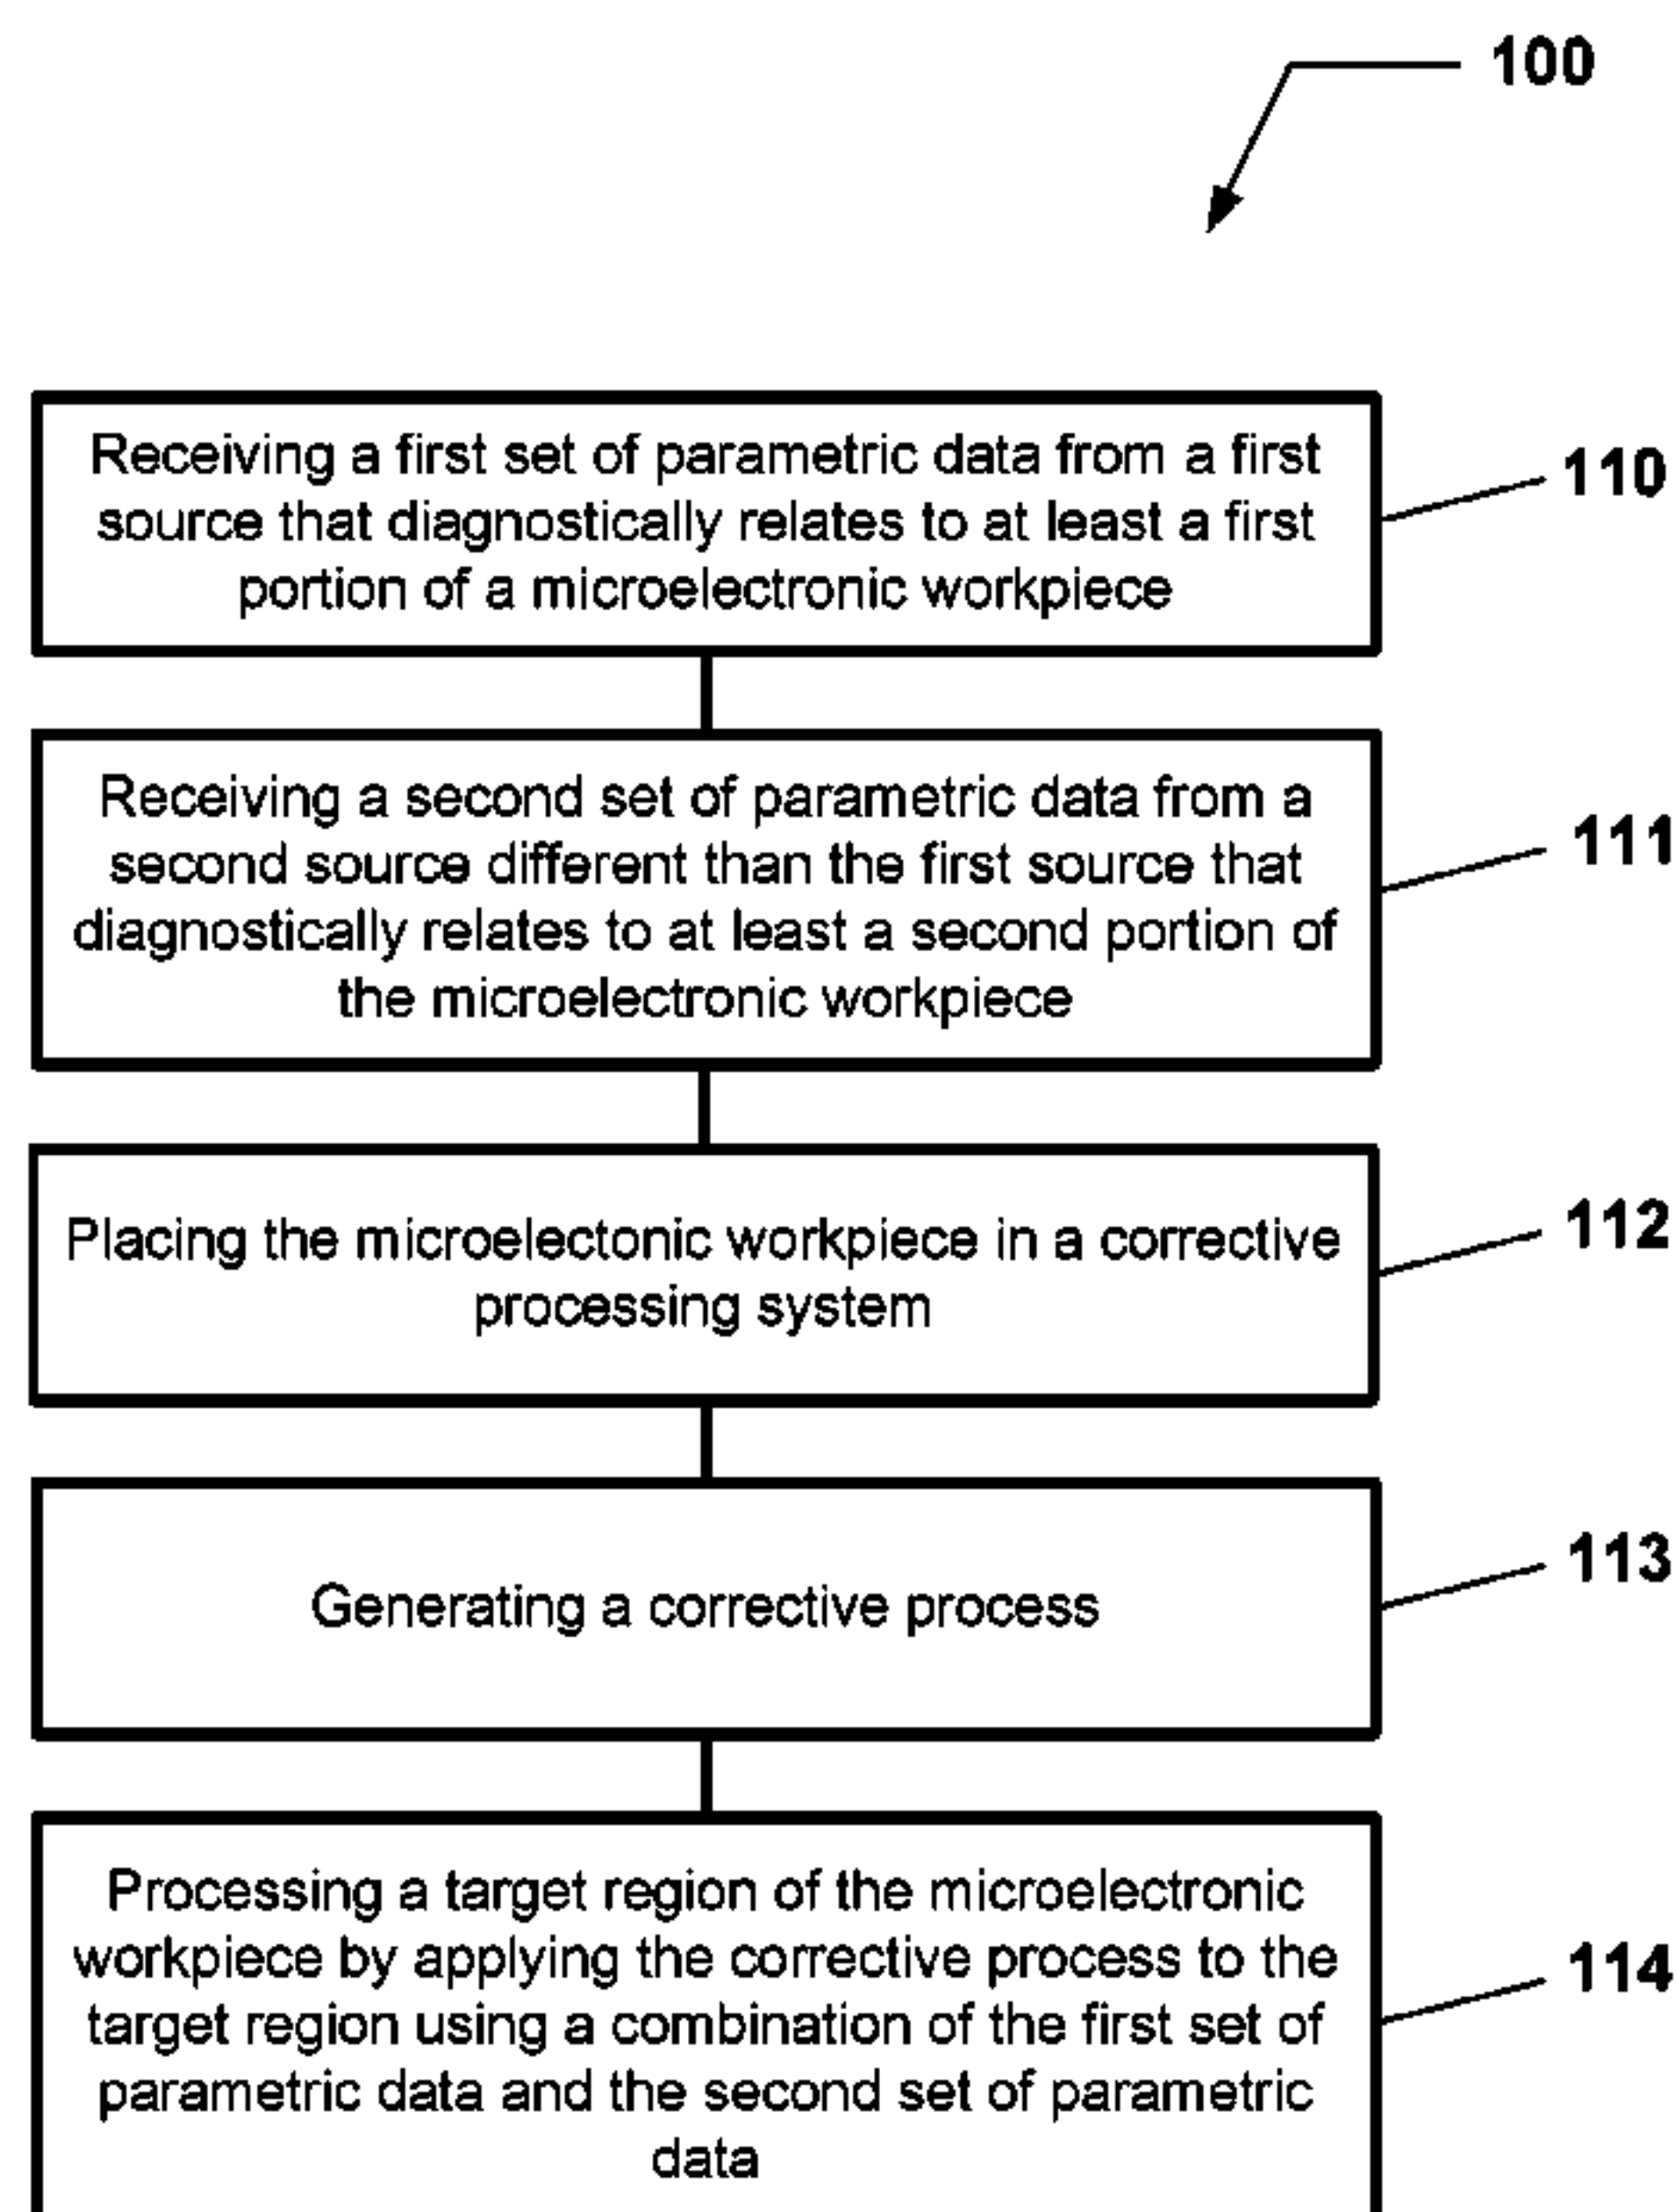 100
Receiving a first set of parametric data from a first
source that diagnostically relates to at least a first
portion of a microelectronic workpiece
110
Receiving a second set of parametric data from a
second source different than the first source that
diagnostically relates to at least a second portion of
the microelectronic workpiece
111
Placing the microelectonic workpiece in a corrective
processing system
112
Generating a corrective process
113
Processing a target region of the microelectronic
workpiece by applying the corrective process to the
target region using a combination of the first set of
parametric data and the second set of parametric
data
114